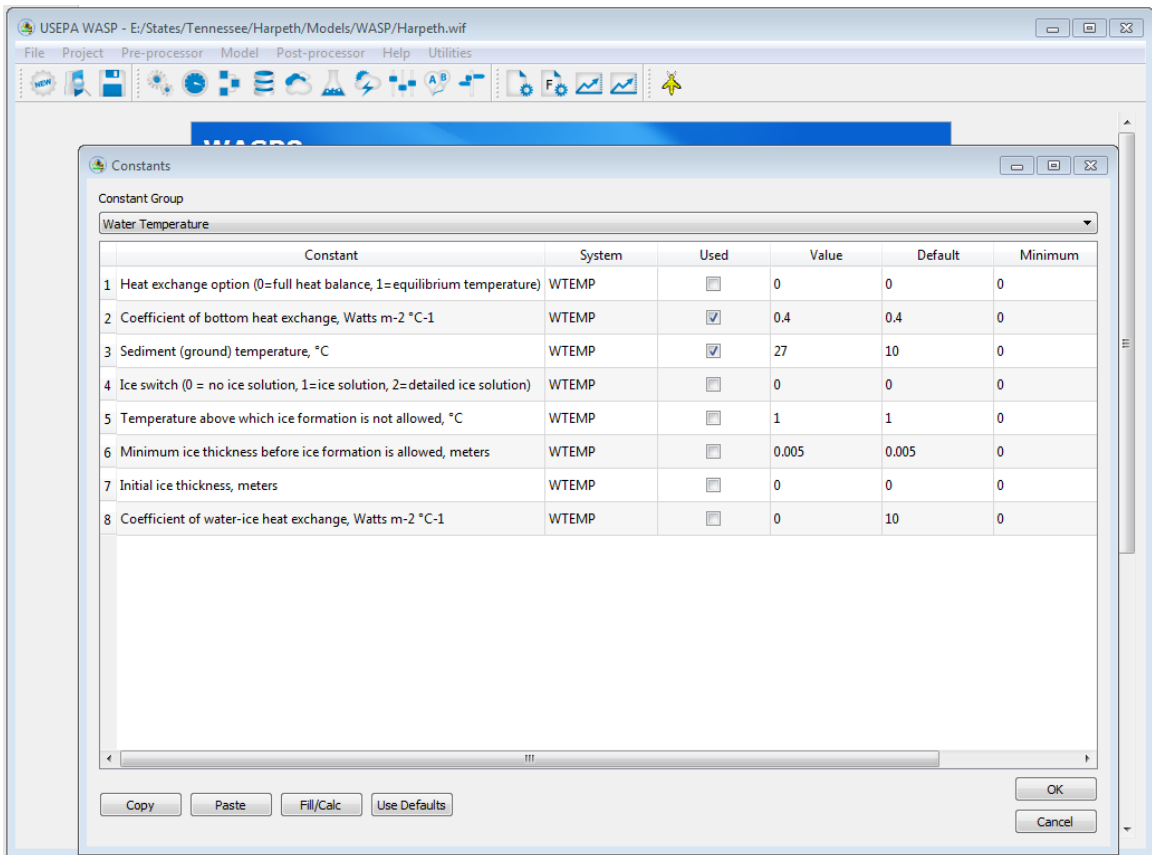 USEPA WASP - E:/States/Tennessee/Harpeth/Models/WASP/Harpeth.wif
File Project Pre-processor Model Post-processor Help Utilities
NEW A B F
Constants
Constant Group
Water Temperature
Constant System Used Value Default Minimum
1 Heat exchange option (0=full heat balance, 1=equilibrium temperature) WTEMP 0 0 0
2 Coefficient of bottom heat exchange, Watts m-2 °C-1 WTEMP 0.4 0.4 0
3 Sediment (ground) temperature, °C WTEMP 27 10 0
4 Ice switch (0 = no ice solution, 1=ice solution, 2=detailed ice solution) WTEMP 0 0 0
5 Temperature above which ice formation is not allowed, °C WTEMP 1 1 0
6 Minimum ice thickness before ice formation is allowed, meters WTEMP 0.005 0.005 0
7 Initial ice thickness, meters WTEMP 0 0 0
8 Coefficient of water-ice heat exchange, Watts m-2 °C-1 WTEMP 0 10 0
Copy Paste Fill/Calc Use Defaults
OK
Cancel